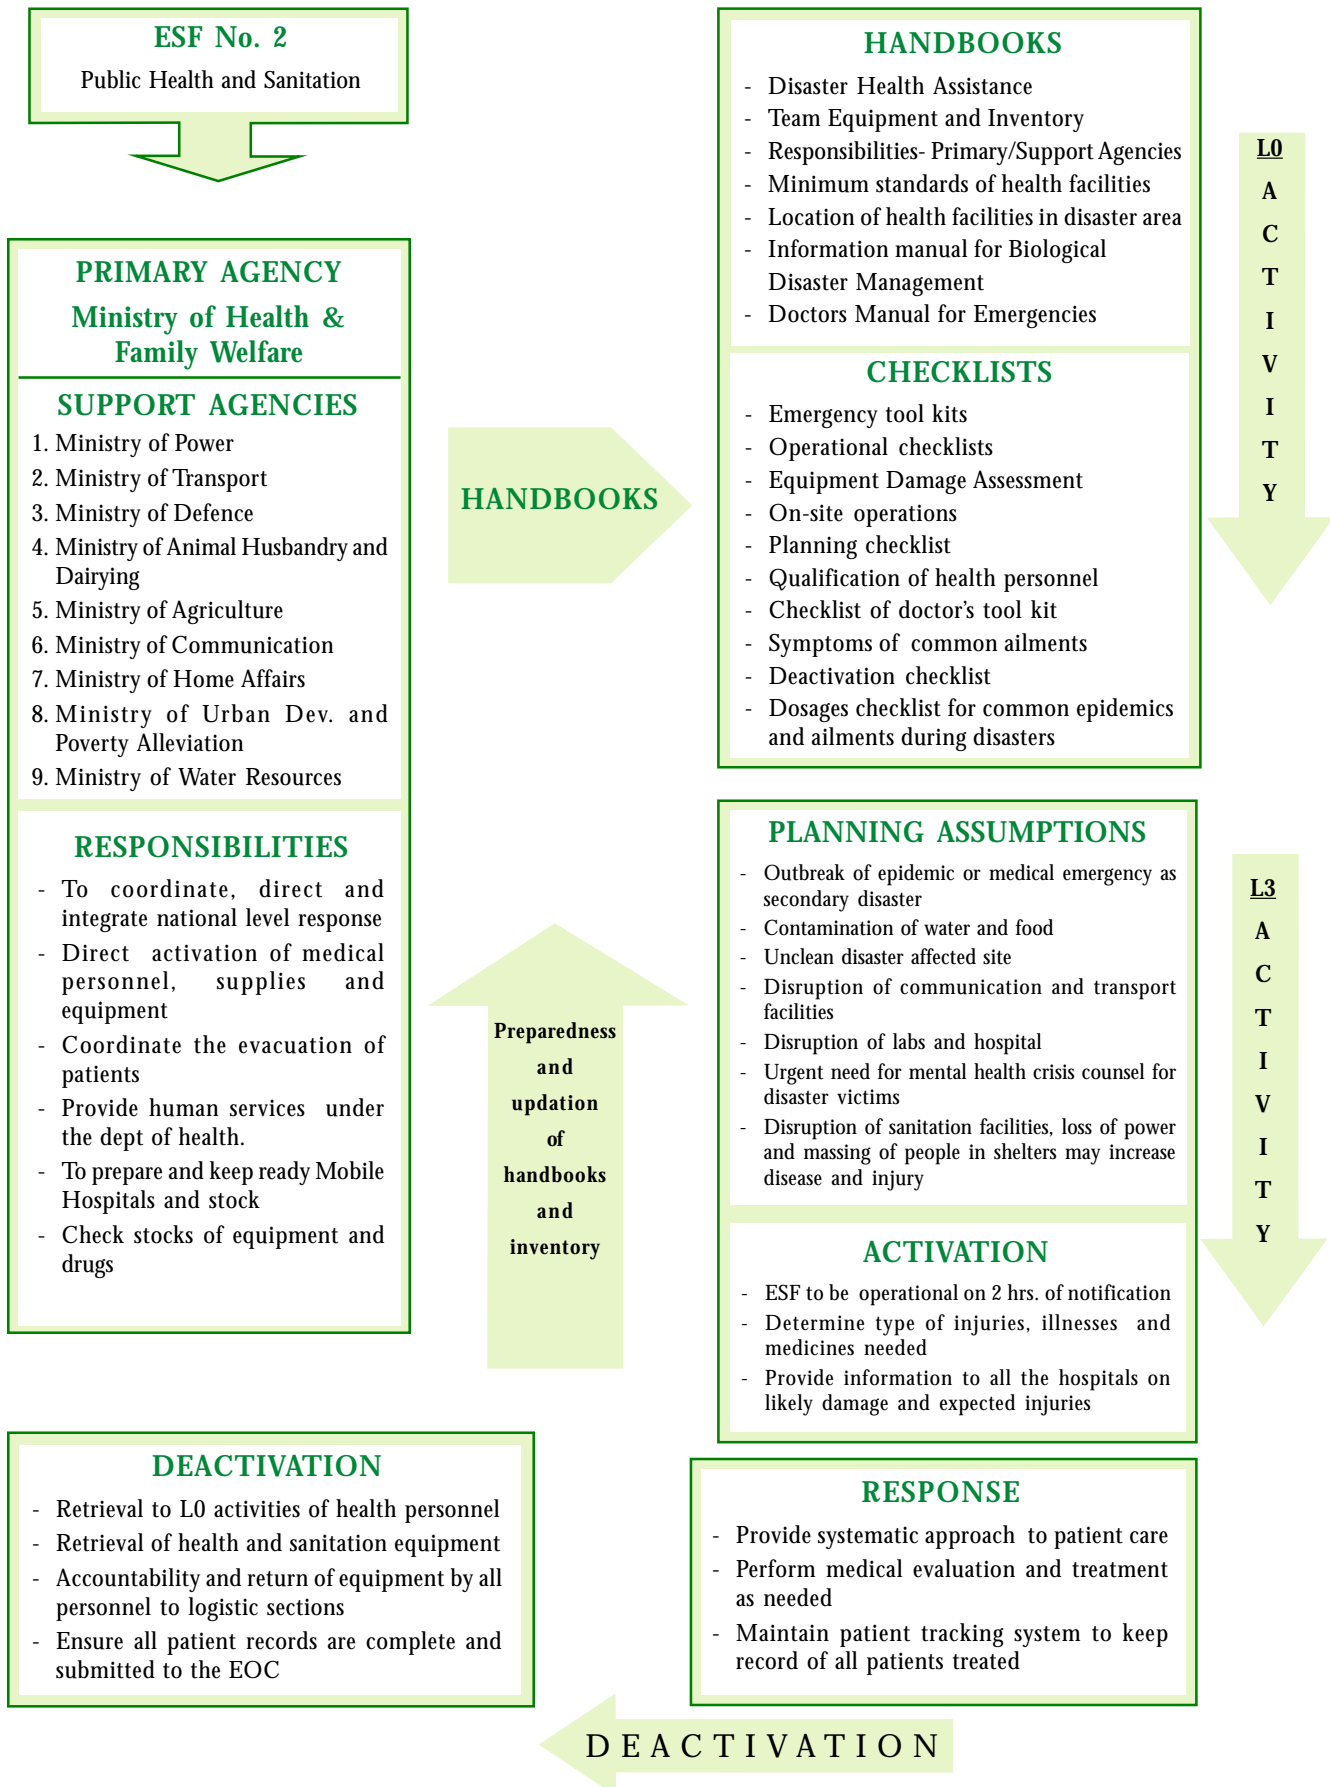 ESF No. 2
Public Health and Sanitation
PRIMARY AGENCY
Ministry of Health &
Family Welfare
SUPPORT AGENCIES
1. Ministry of Power
2. Ministry of Transport
3. Ministry of Defence
4. Ministry of Animal Husbandry and
Dairying
5. Ministry of Agriculture
6. Ministry of Communication
7. Ministry of Home Affairs
8. Ministry of Urban Dev. and
Poverty Alleviation
9. Ministry of Water Resources
RESPONSIBILITIES
- To coordinate, direct and
integrate national level response
- Direct activation of medical
personnel, supplies and
equipment
- Coordinate the evacuation of
patients
- Provide human services under
the dept of health.
- To prepare and keep ready Mobile
Hospitals and stock
- Check stocks of equipment and
drugs
HANDBOOKS
HANDBOOKS
- Disaster Health Assistance
- Team Equipment and Inventory
- Responsibilities- Primary/Support Agencies
- Minimum standards of health facilities
- Location of health facilities in disaster area
- Information manual for Biological
Disaster Management
- Doctors Manual for Emergencies
CHECKLISTS
- Emergency tool kits
- Operational checklists
- Equipment Damage Assessment
- On-site operations
- Planning checklist
- Qualification of health personnel
- Checklist of doctor's tool kit
- Symptoms of common ailments
- Deactivation checklist
- Dosages checklist for common epidemics
and ailments during disasters
L0
A
C
T
I
V
I
T
Y
Preparedness
and
updation
of
handbooks
and
inventory
PLANNING ASSUMPTIONS
- Outbreak of epidemic or medical emergency as
secondary disaster
- Contamination of water and food
- Unclean disaster affected site
- Disruption of communication and transport
facilities
- Disruption of labs and hospital
- Urgent need for mental health crisis counsel for
disaster victims
- Disruption of sanitation facilities, loss of power
and massing of people in shelters may increase
disease and injury
ACTIVATION
- ESF to be operational on 2 hrs. of notification
- Determine type of injuries, illnesses and
medicines needed
- Provide information to all the hospitals on
likely damage and expected injuries
L3
A
C
T
I
V
I
T
Y
RESPONSE
- Provide systematic approach to patient care
- Perform medical evaluation and treatment
as needed
- Maintain patient tracking system to keep
record of all patients treated
DEACTIVATION
DEACTIVATION
- Retrieval to L0 activities of health personnel
- Retrieval of health and sanitation equipment
- Accountability and return of equipment by all
personnel to logistic sections
- Ensure all patient records are complete and
submitted to the EOC